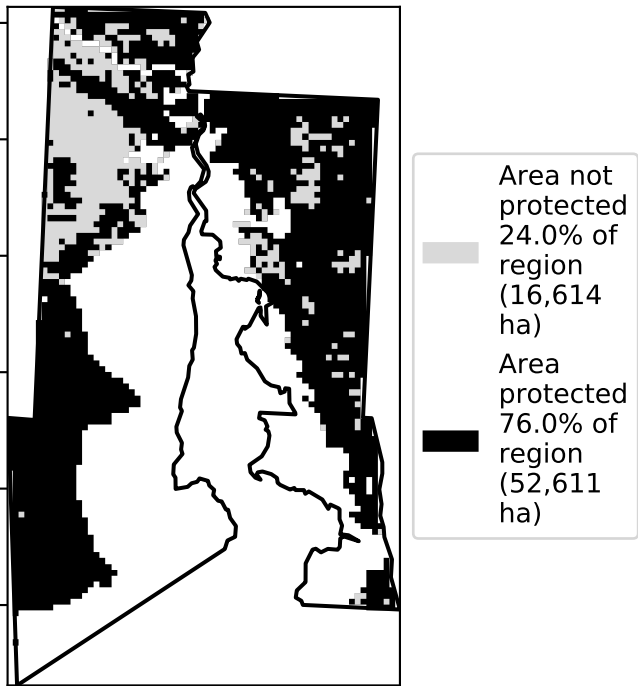 Area not
protected
24.0% of
region
(16,614
ha)
Area
protected
76.0% of
region
(52,611
ha)